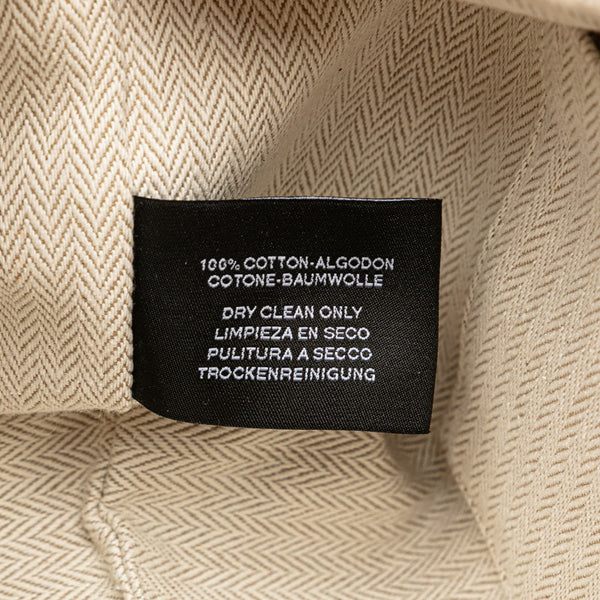 100% COTTON-ALGODON
COTONE-BAUMWOLLE
DRY CLEAN ONLY
LIMPIEZA EN SECO
PULITURA A SECCO
TROCKENREINIGUNG